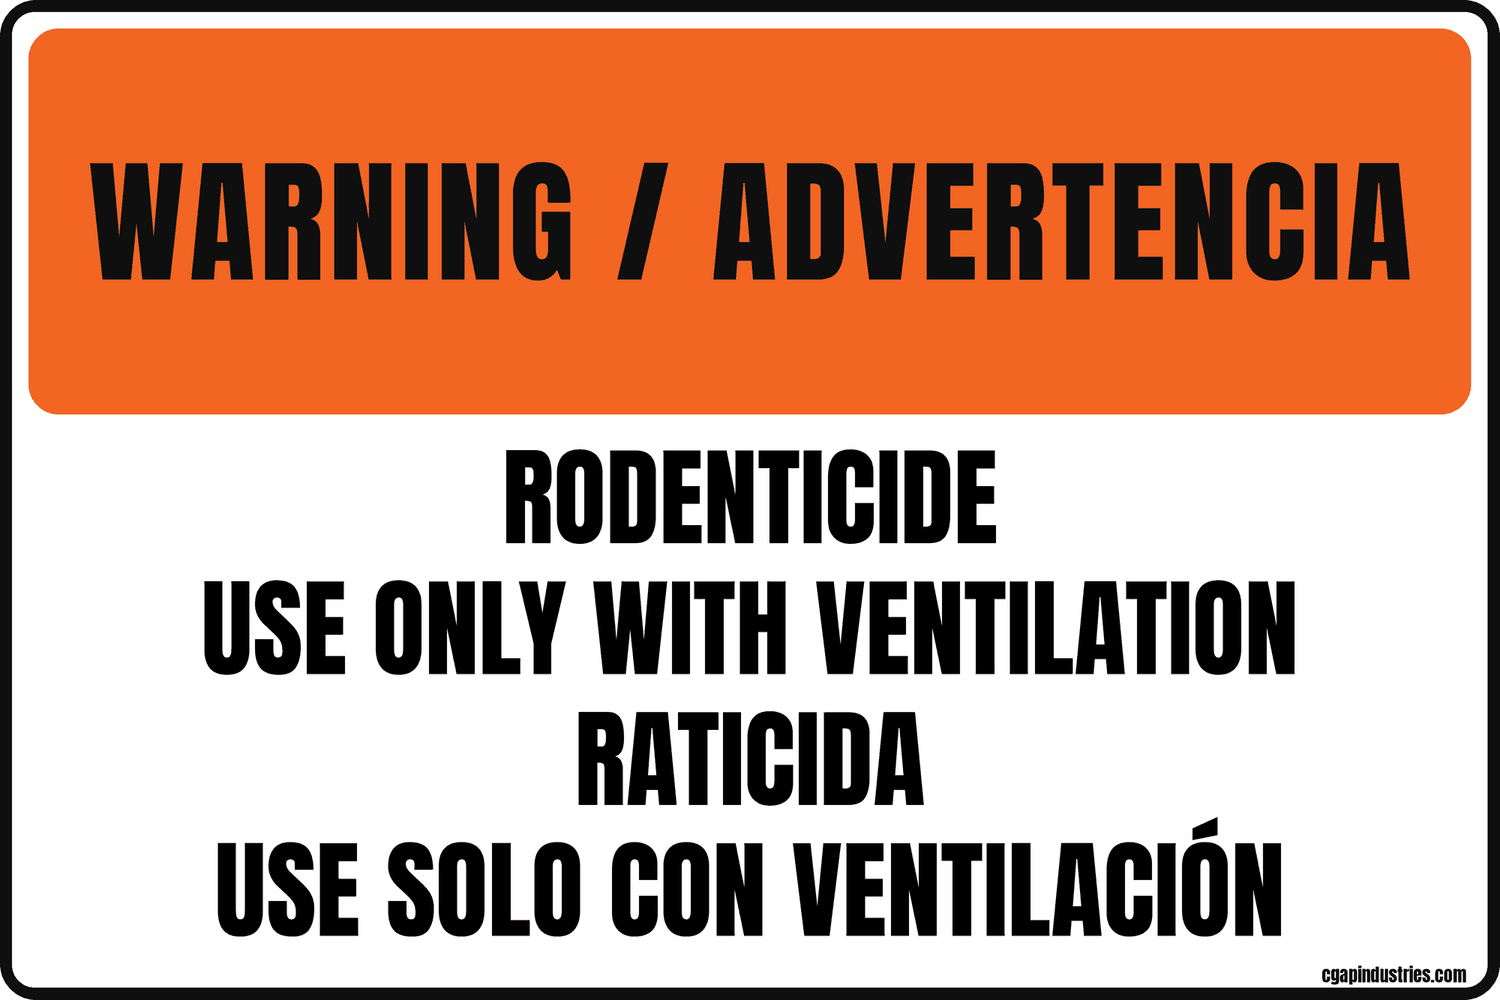 WARNING / ADVERTENCIA
RODENTICIDE
USE ONLY WITH VENTILATION
RATICIDA
USE SOLO CON VENTILACIÓN
cgapindustries.com